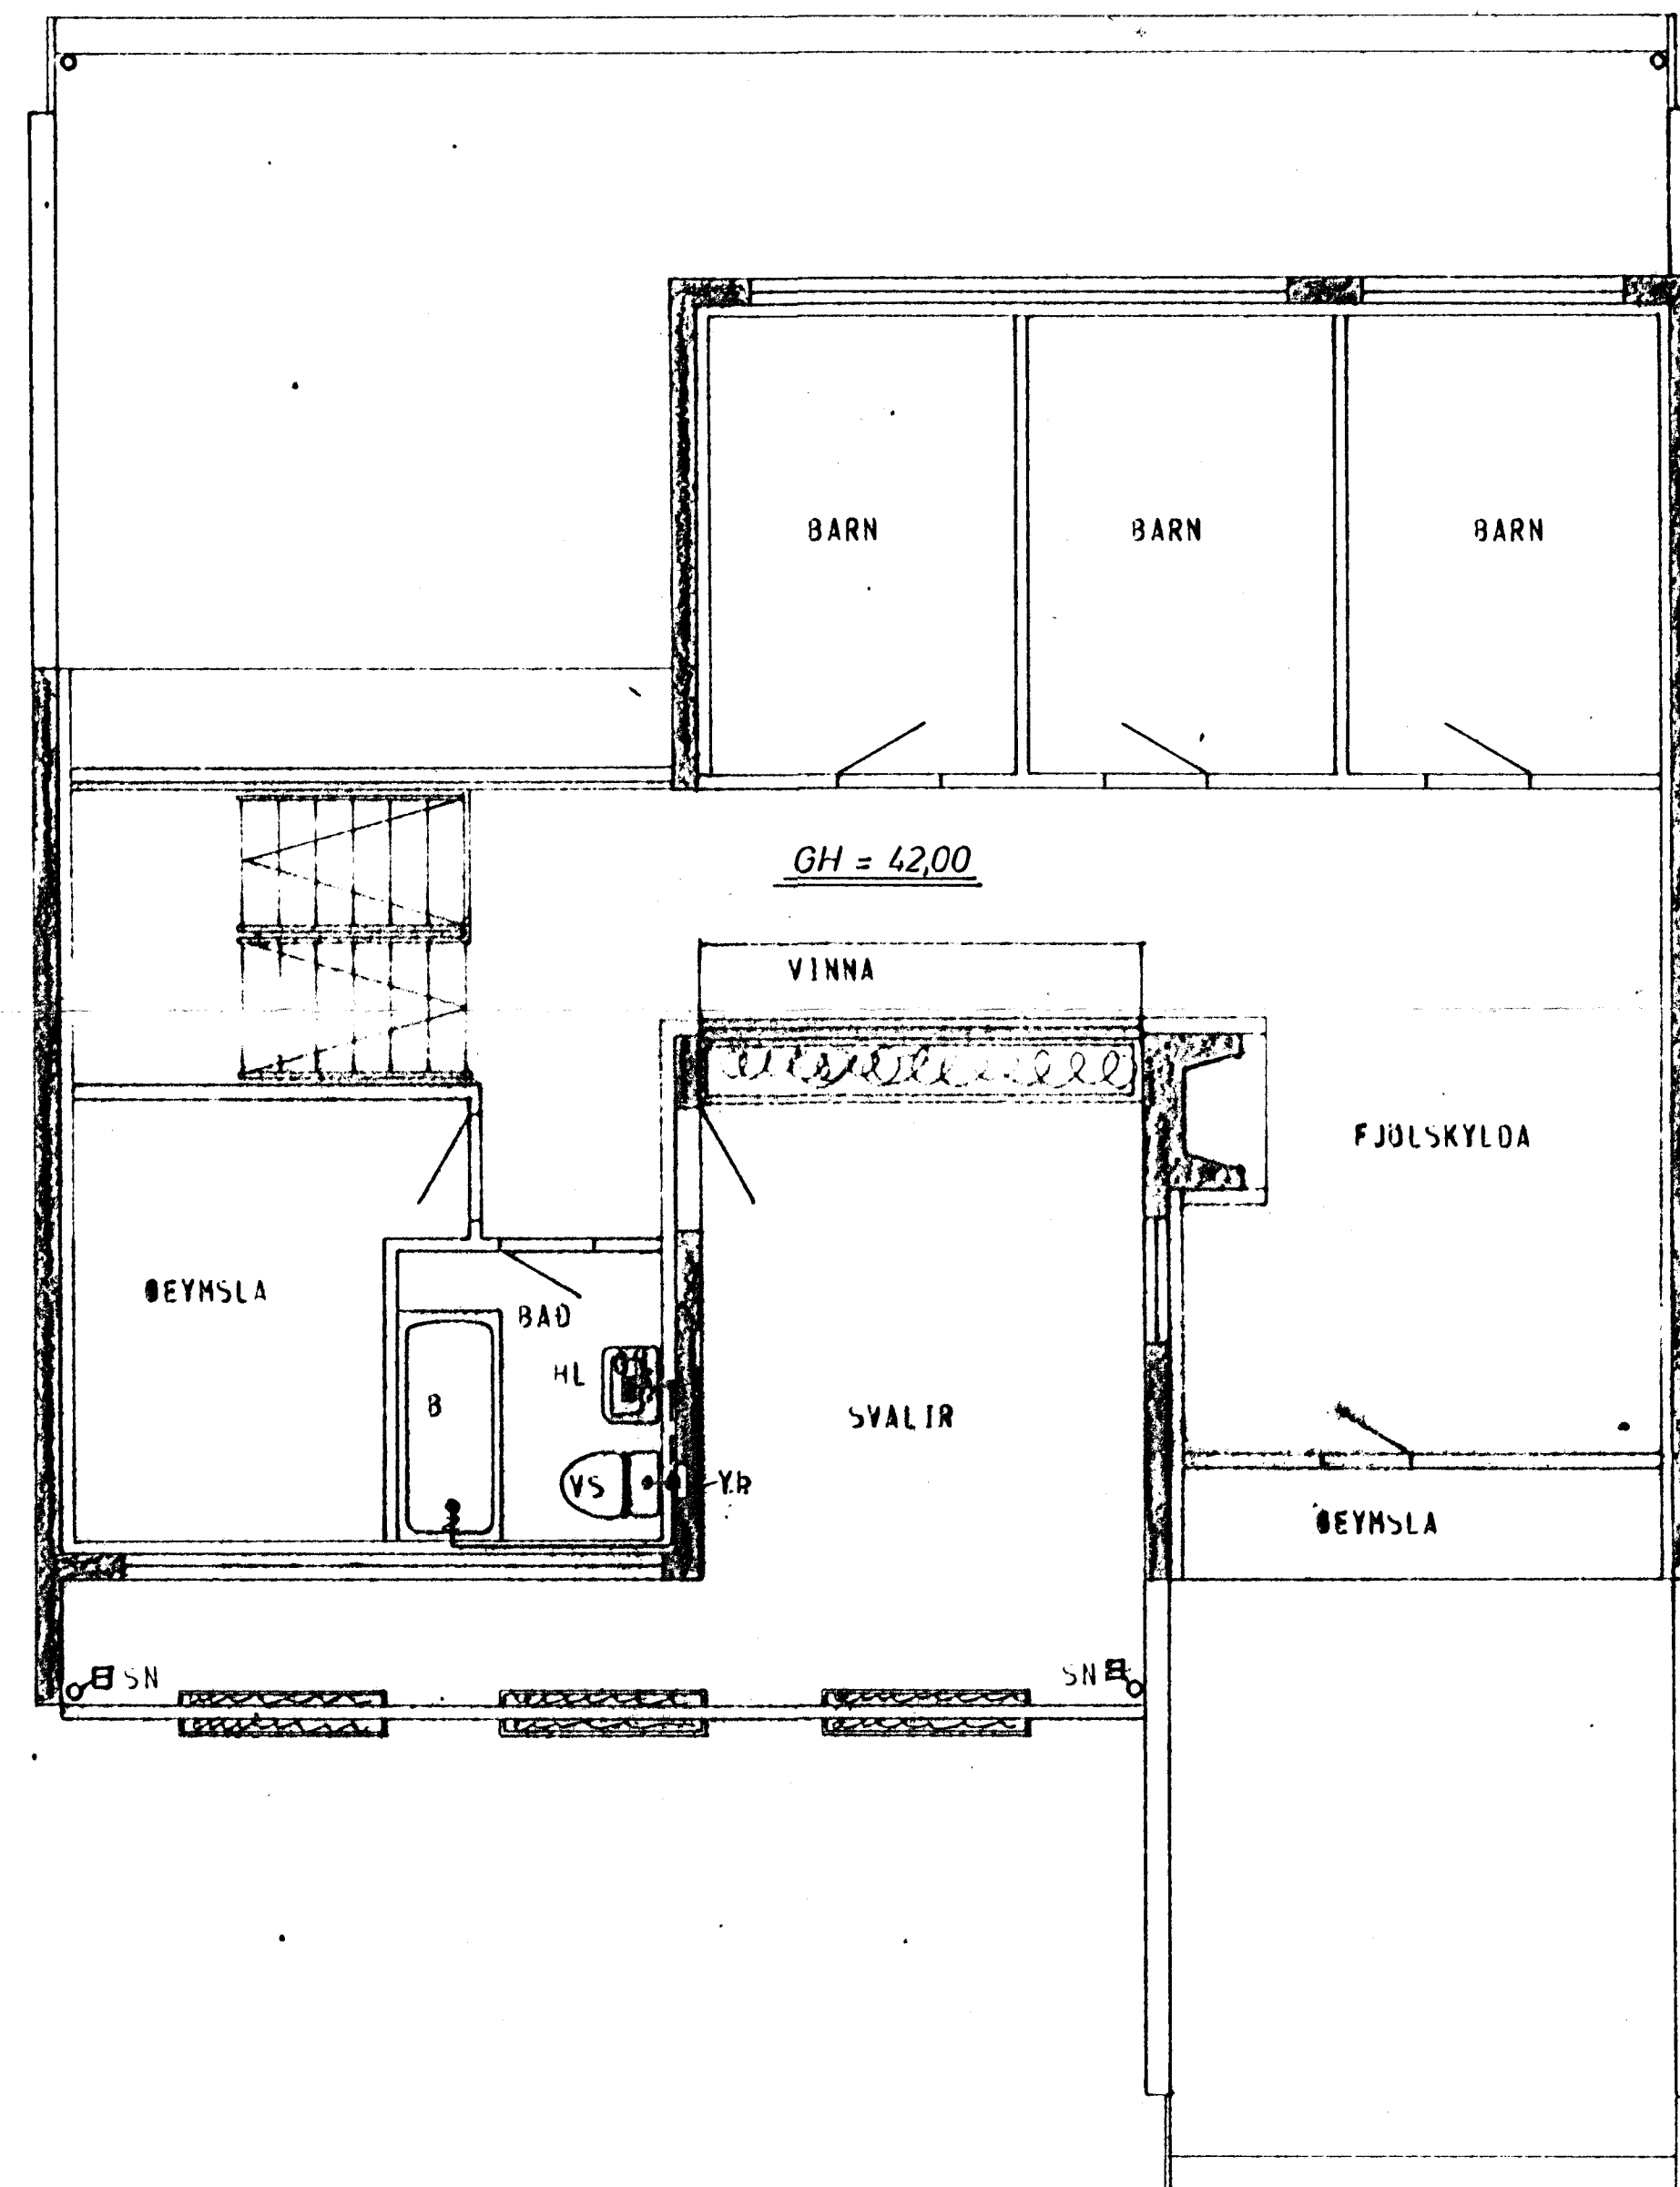 BARN
BARN
BARN
GH = 42,00
VINNA
FJÖLSKYLDA
GEYMSLA
BAÐ
HL
B
SVALIR
VS
Y.R
GEYMSLA
SN
SN